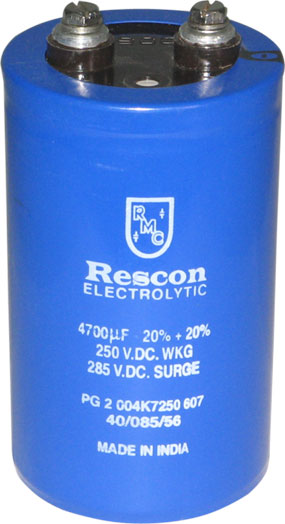 RMC
Rescon
ELECTROLYTIC
4700µF - 20% + 20%
250 V.DC. WKG
285 V.DC. SURGE
PG 2 004K7250 607
40/085/56
MADE IN INDIA